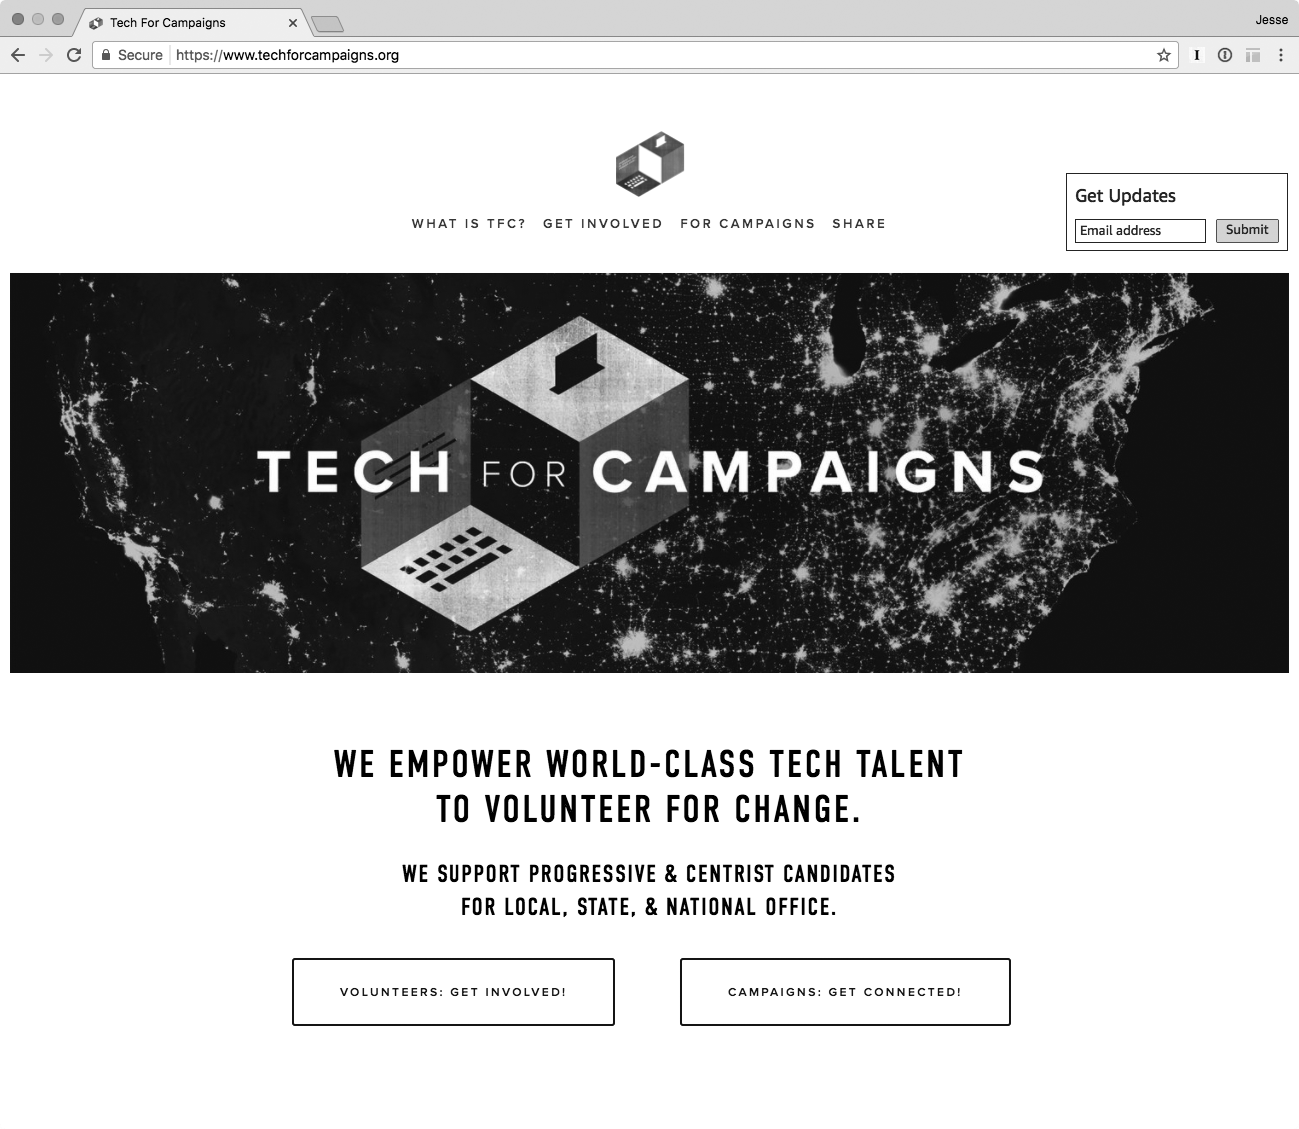 Tech For Campaigns
Jesse
Secure
https://www.techforcampaigns.org
WHAT IS TFC? GET INVOLVED FOR CAMPAIGNS SHARE
Get Updates
Email address
Submit
TECH FOR CAMPAIGNS
WE EMPOWER WORLD-CLASS TECH TALENT
TO VOLUNTEER FOR CHANGE.
WE SUPPORT PROGRESSIVE & CENTRIST CANDIDATES
FOR LOCAL, STATE, & NATIONAL OFFICE.
VOLUNTEERS: GET INVOLVED!
CAMPAIGNS: GET CONNECTED!